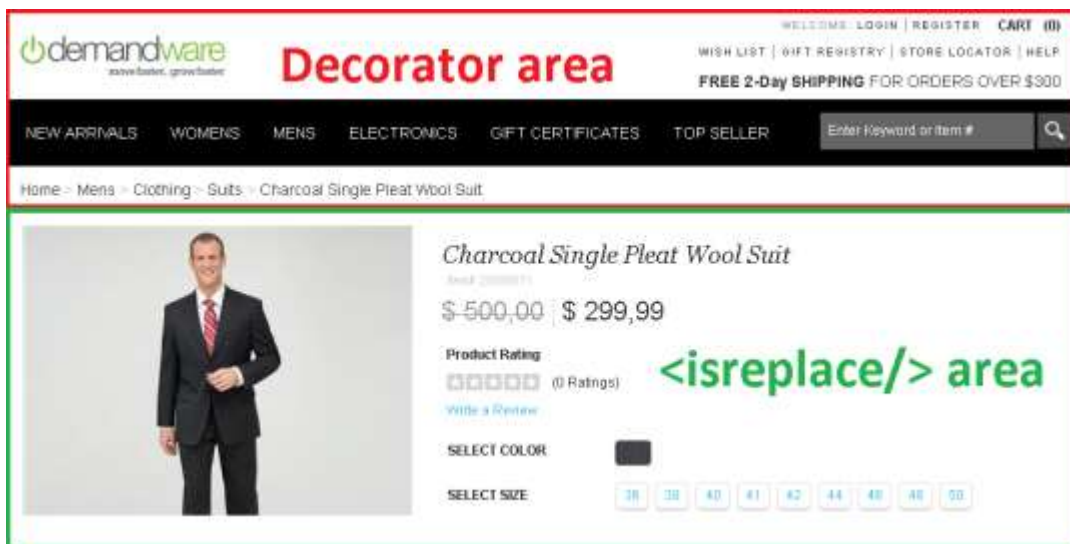 WELCOME LOGIN | REGISTER CART (0)
demandware
move faster, grow faster
Decorator area
WISH LIST | GIFT REGISTRY | STORE LOCATOR | HELP
FREE 2-Day SHIPPING FOR ORDERS OVER $300
NEW ARRIVALS WOMENS MENS ELECTRONICS GIFT CERTIFICATES TOP SELLER Enter Keyword or Item #
Home > Mens > Clothing > Suits > Charcoal Single Pleat Wool Suit
Charcoal Single Pleat Wool Suit
Item#
$ 500,00 $ 299,99
Product Rating
(0 Ratings)
<isreplace/> area
Write a Review
SELECT COLOR
SELECT SIZE 38 39 40 41 42 44 46 48 50